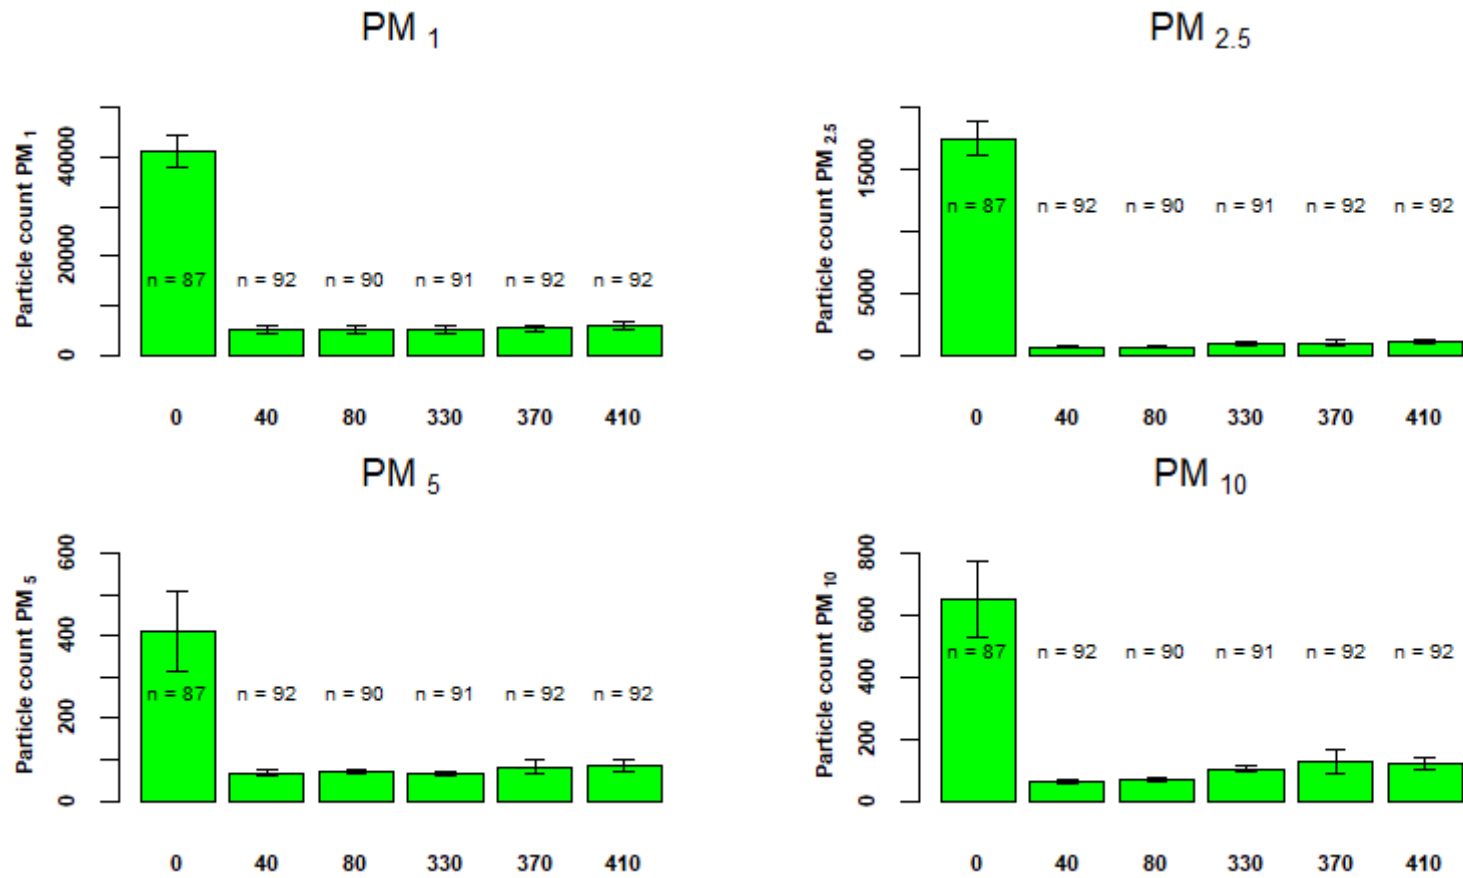 PM 1
Particle count PM 1
40000
20000
0
n = 87 n = 92 n = 90 n = 91 n = 92 n = 92
0 40 80 330 370 410
PM 2.5
Particle count PM 2.5
15000
5000
0
n = 87 n = 92 n = 90 n = 91 n = 92 n = 92
0 40 80 330 370 410
PM 5
Particle count PM 5
600
400
200
0
n = 87 n = 92 n = 90 n = 91 n = 92 n = 92
0 40 80 330 370 410
PM 10
Particle count PM 10
800
600
400
200
0
n = 87 n = 92 n = 90 n = 91 n = 92 n = 92
0 40 80 330 370 410